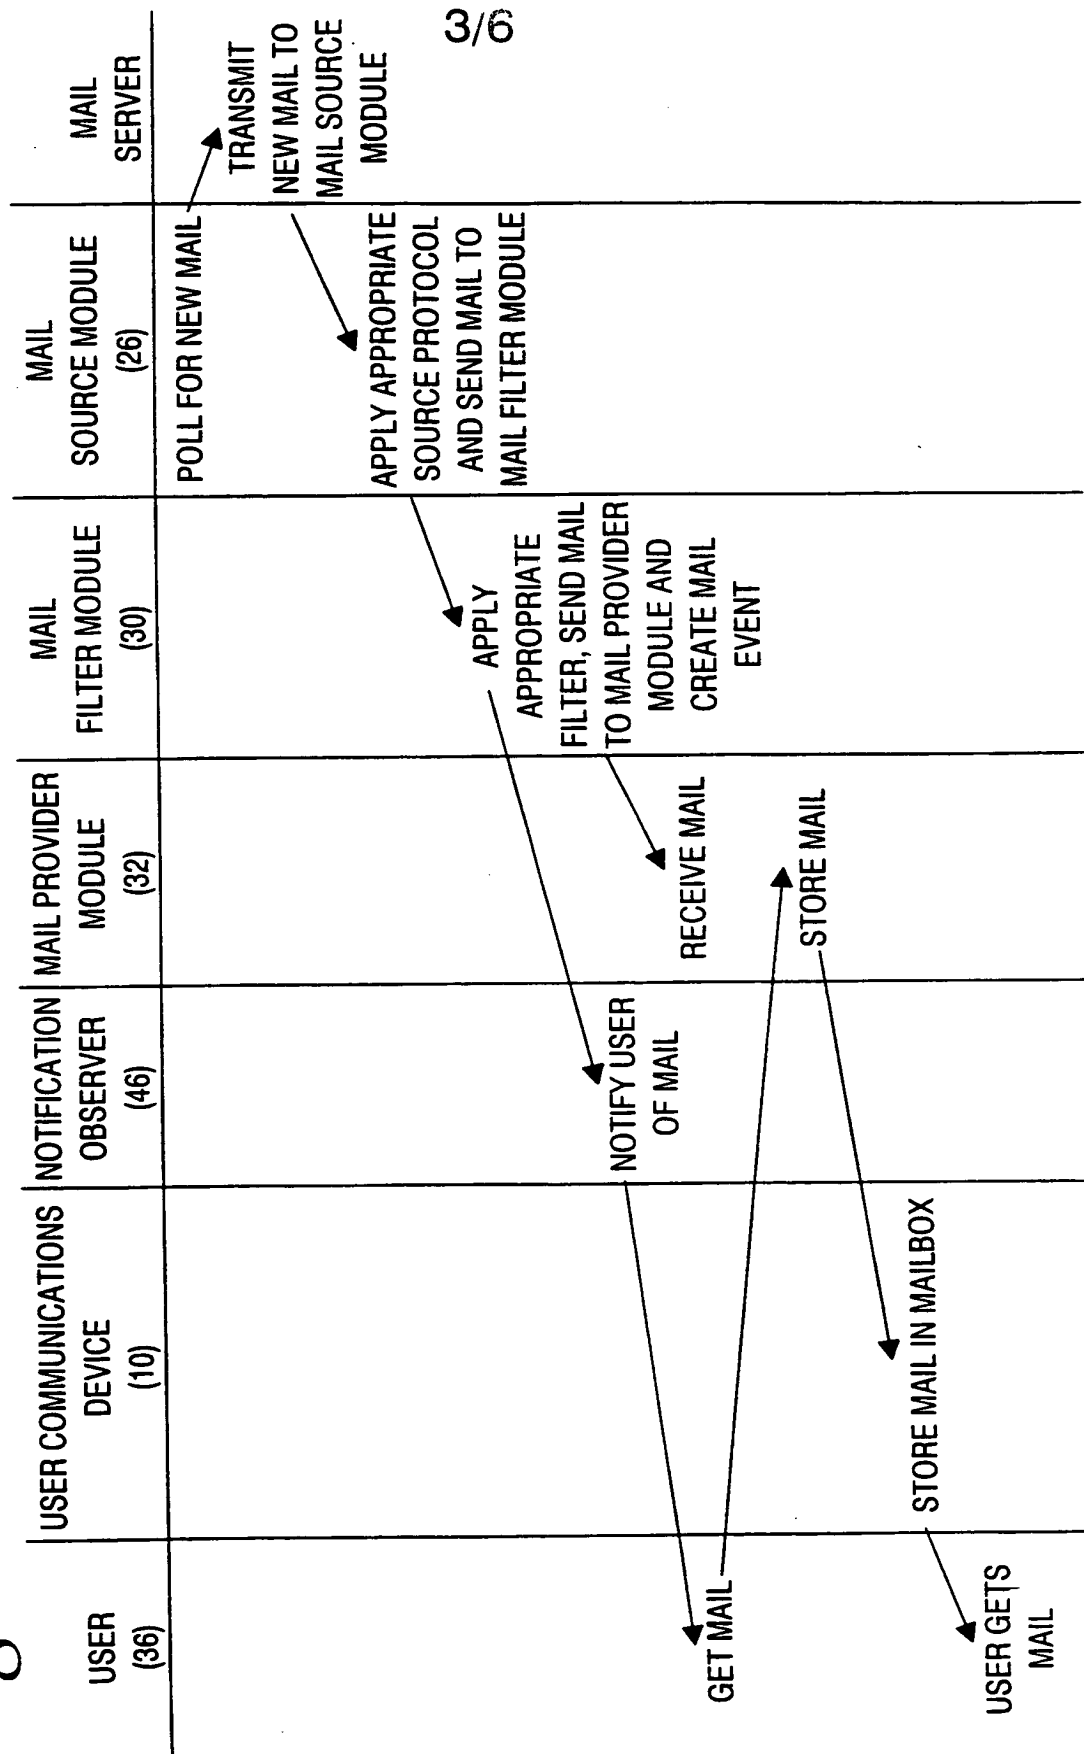 3/6
USER
(36)
USER COMMUNICATIONS
DEVICE
(10)
NOTIFICATION
OBSERVER
(46)
MAIL PROVIDER
MODULE
(32)
MAIL
FILTER MODULE
(30)
MAIL
SOURCE MODULE
(26)
MAIL
SERVER
POLL FOR NEW MAIL
TRANSMIT
NEW MAIL TO
MAIL SOURCE
MODULE
APPLY APPROPRIATE
SOURCE PROTOCOL
AND SEND MAIL TO
MAIL FILTER MODULE
APPLY
APPROPRIATE
FILTER, SEND MAIL
TO MAIL PROVIDER
MODULE AND
CREATE MAIL
EVENT
NOTIFY USER
OF MAIL
RECEIVE MAIL
GET MAIL
STORE MAIL
STORE MAIL IN MAILBOX
USER GETS
MAIL